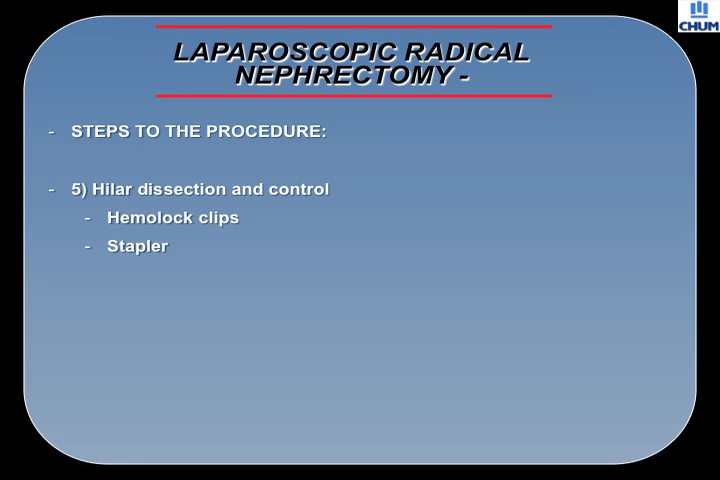 CHUM
LAPAROSCOPIC RADICAL
NEPHRECTOMY -
- STEPS TO THE PROCEDURE:
- 5) Hilar dissection and control
- Hemolock clips
- Stapler